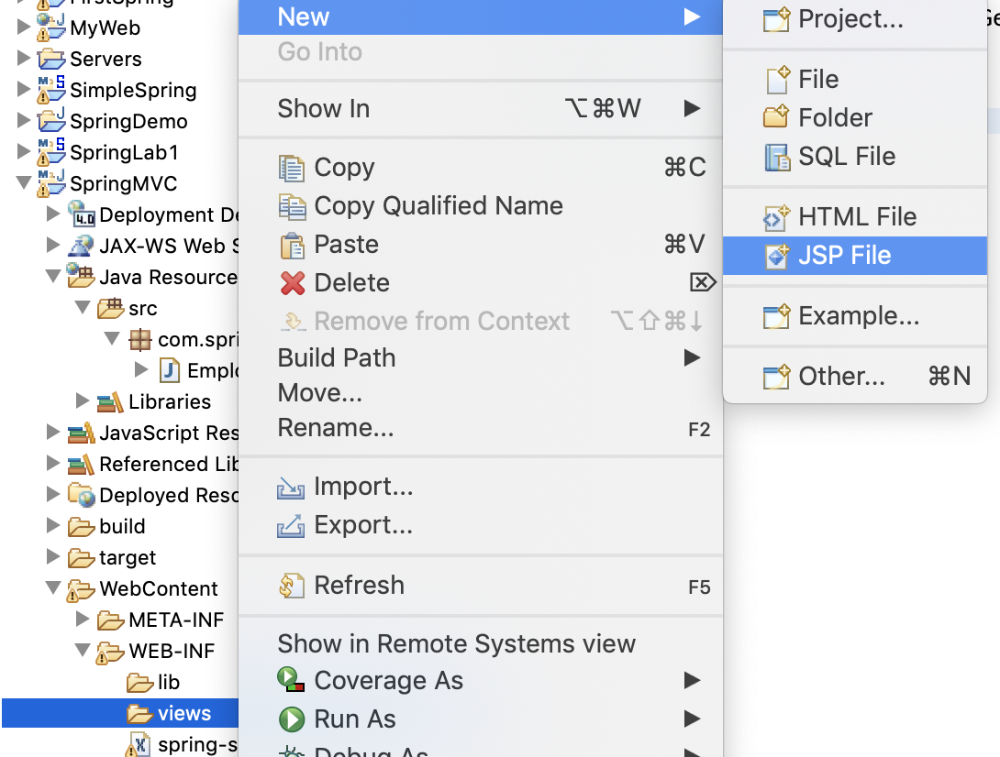 FirstSpring
MyWeb
Servers
SimpleSpring
SpringDemo
SpringLab1
SpringMVC
4.0 Deployment De
JAX-WS Web S
Java Resource
src
com.spri
J Emplo
Libraries
JavaScript Res
Referenced Lib
Deployed Reso
build
target
WebContent
META-INF
WEB-INF
lib
views
X spring-s
New
Go Into
Show In ⌥⌘W
Copy ⌘C
Copy Qualified Name
Paste ⌘V
Delete ⌦
Remove from Context ⌥⇧⌘↓
Build Path
Move...
Rename... F2
Import...
Export...
Refresh F5
Show in Remote Systems view
Coverage As
Run As
Debug As
Project...
File
Folder
SQL File
HTML File
JSP File
Example...
Other... ⌘N